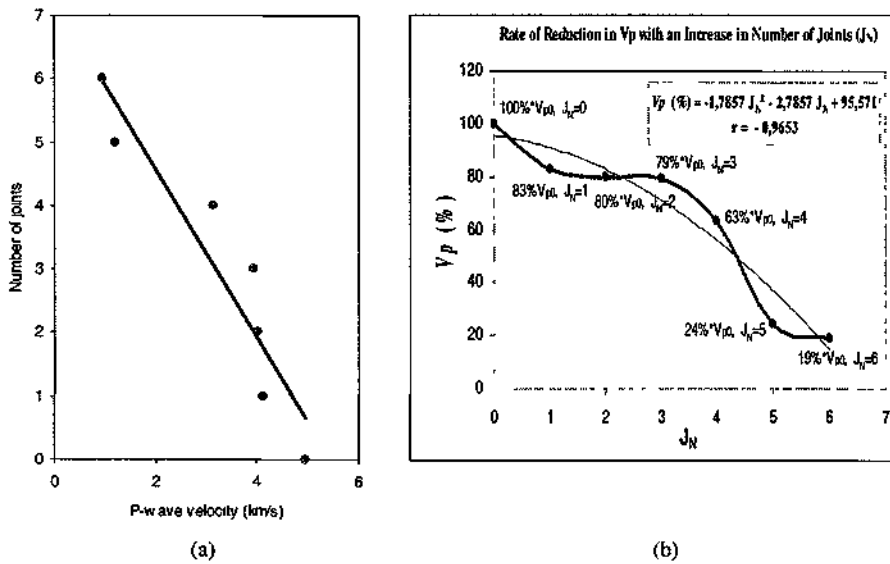 7
6
5
4
3
2
1
0
Number of joints
0 2 4 6
P-wave velocity (km/s)
(a)
Rate of Reduction in Vp with an Increase in Number of Joints (JN)
120
100
80
60
40
20
0
Vp (%)
Vp (%) = -1,7857 JN² - 2,7857 JN + 95,571
r = - 0,9653
100%*Vp0, JN=0
83%Vp0, JN=1
80%*Vp0, JN=2
79%*Vp0, JN=3
63%*Vp0, JN=4
24%*Vp0, JN=5
19%*Vp0, JN=6
0 1 2 3 4 5 6 7
JN
(b)